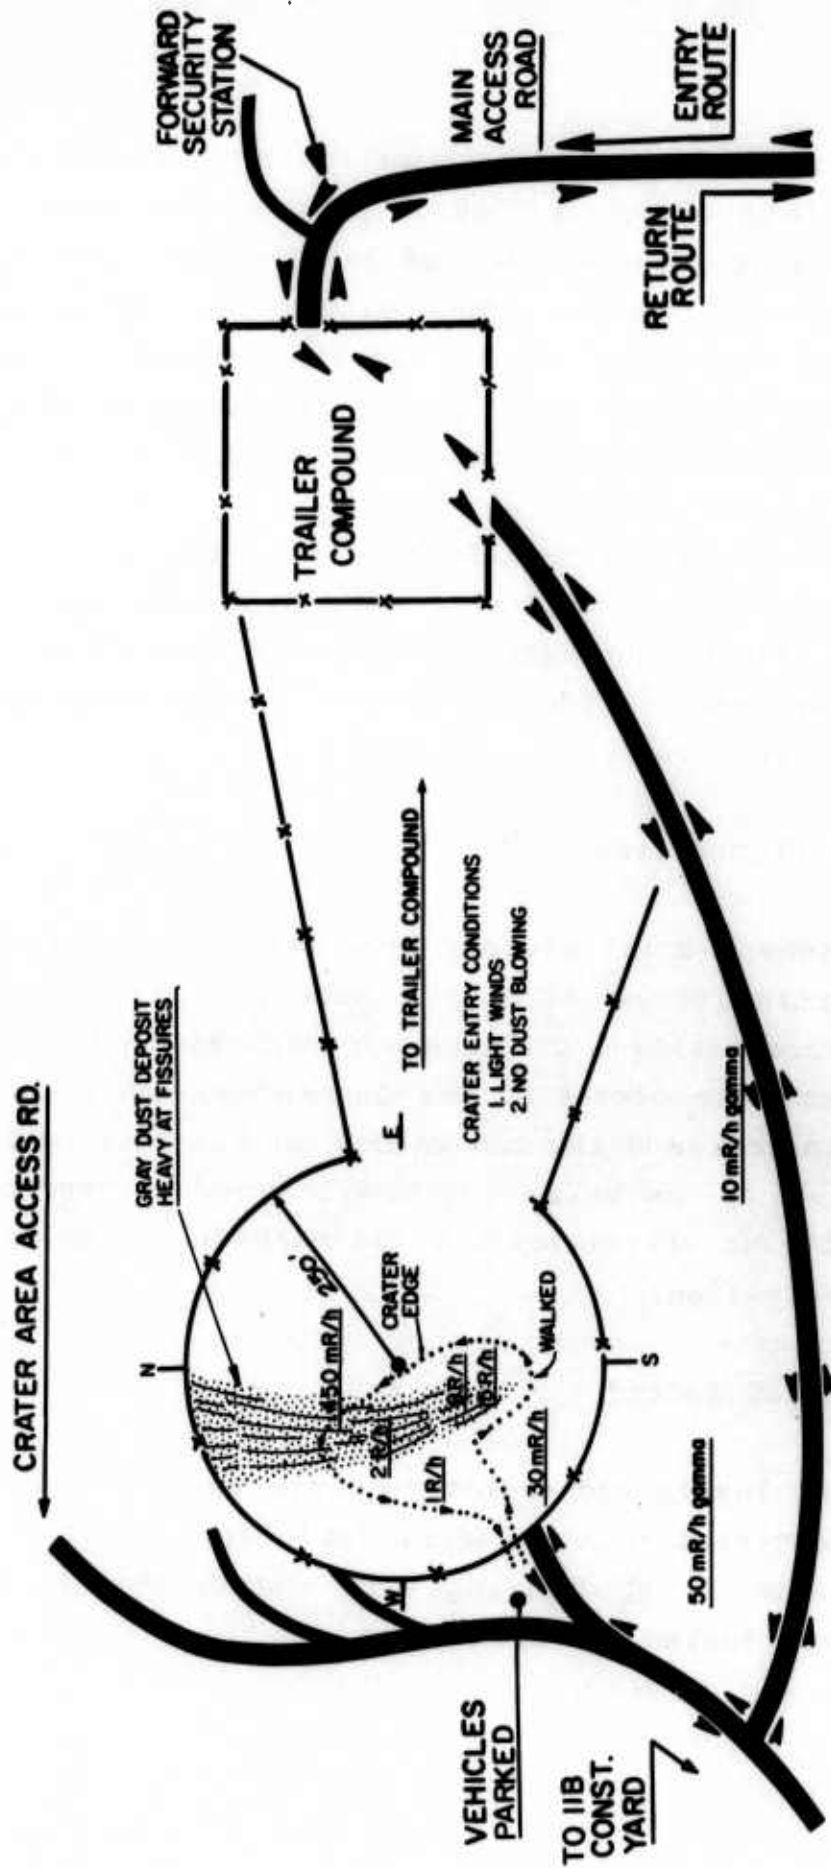 CRATER AREA ACCESS RD.
GRAY DUST DEPOSIT
HEAVY AT FISSURES
FORWARD
SECURITY
STATION
MAIN
ACCESS
ROAD
ENTRY
ROUTE
RETURN
ROUTE
TRAILER
COMPOUND
N
E
S
W
TO TRAILER COMPOUND
CRATER ENTRY CONDITIONS
1. LIGHT WINDS
2. NO DUST BLOWING
250'
CRATER
EDGE
450 mR/h
2 R/h
1 R/h
8 R/h
WALKED
30 mR/h
10 mR/h gamma
50 mR/h gamma
VEHICLES
PARKED
TO 11B
CONST.
YARD